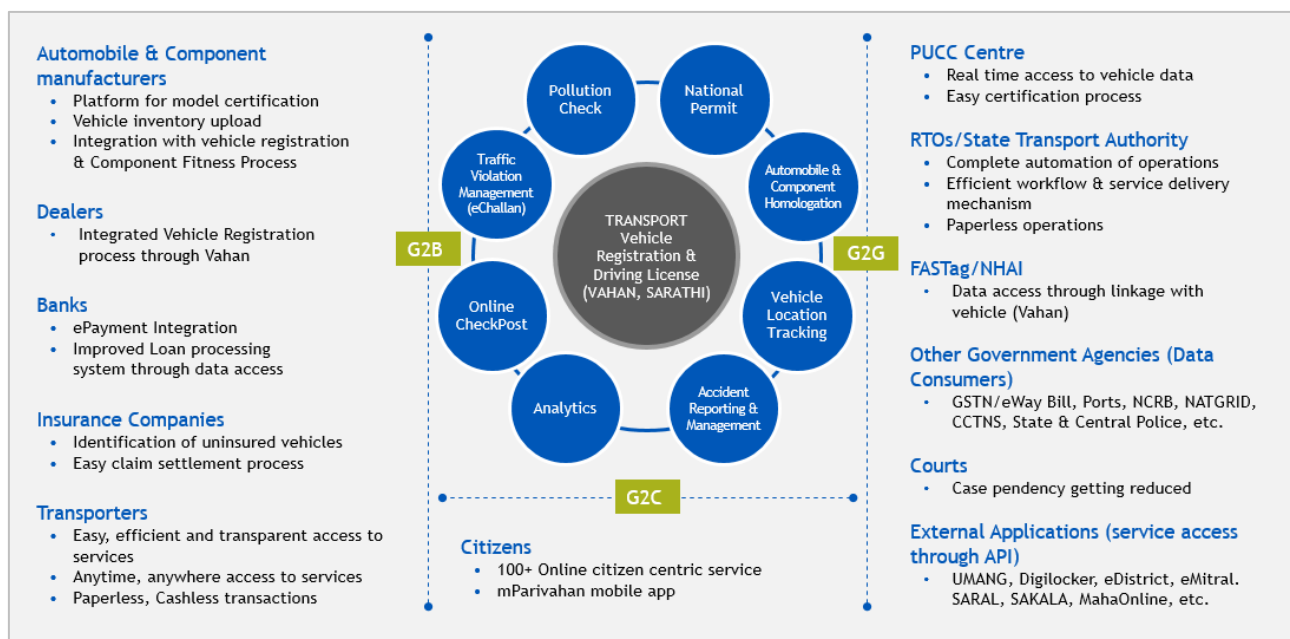 Automobile & Component
manufacturers
• Platform for model certification
• Vehicle inventory upload
• Integration with vehicle registration
& Component Fitness Process
Dealers
• Integrated Vehicle Registration
process through Vahan
Banks
• ePayment Integration
• Improved Loan processing
system through data access
Insurance Companies
• Identification of uninsured vehicles
• Easy claim settlement process
Transporters
• Easy, efficient and transparent access to
services
• Anytime, anywhere access to services
• Paperless, Cashless transactions
G2B
Pollution
Check
National
Permit
Traffic
Violation
Management
(eChallan)
Automobile &
Component
Homologation
TRANSPORT
Vehicle
Registration &
Driving License
(VAHAN, SARATHI)
Online
CheckPost
Vehicle
Location
Tracking
Analytics
Accident
Reporting &
Management
G2C
Citizens
• 100+ Online citizen centric service
• mParivahan mobile app
G2G
PUCC Centre
• Real time access to vehicle data
• Easy certification process
RTOs/State Transport Authority
• Complete automation of operations
• Efficient workflow & service delivery
mechanism
• Paperless operations
FASTag/NHAI
• Data access through linkage with
vehicle (Vahan)
Other Government Agencies (Data
Consumers)
• GSTN/eWay Bill, Ports, NCRB, NATGRID,
CCTNS, State & Central Police, etc.
Courts
• Case pendency getting reduced
External Applications (service access
through API)
• UMANG, Digilocker, eDistrict, eMitral.
SARAL, SAKALA, MahaOnline, etc.